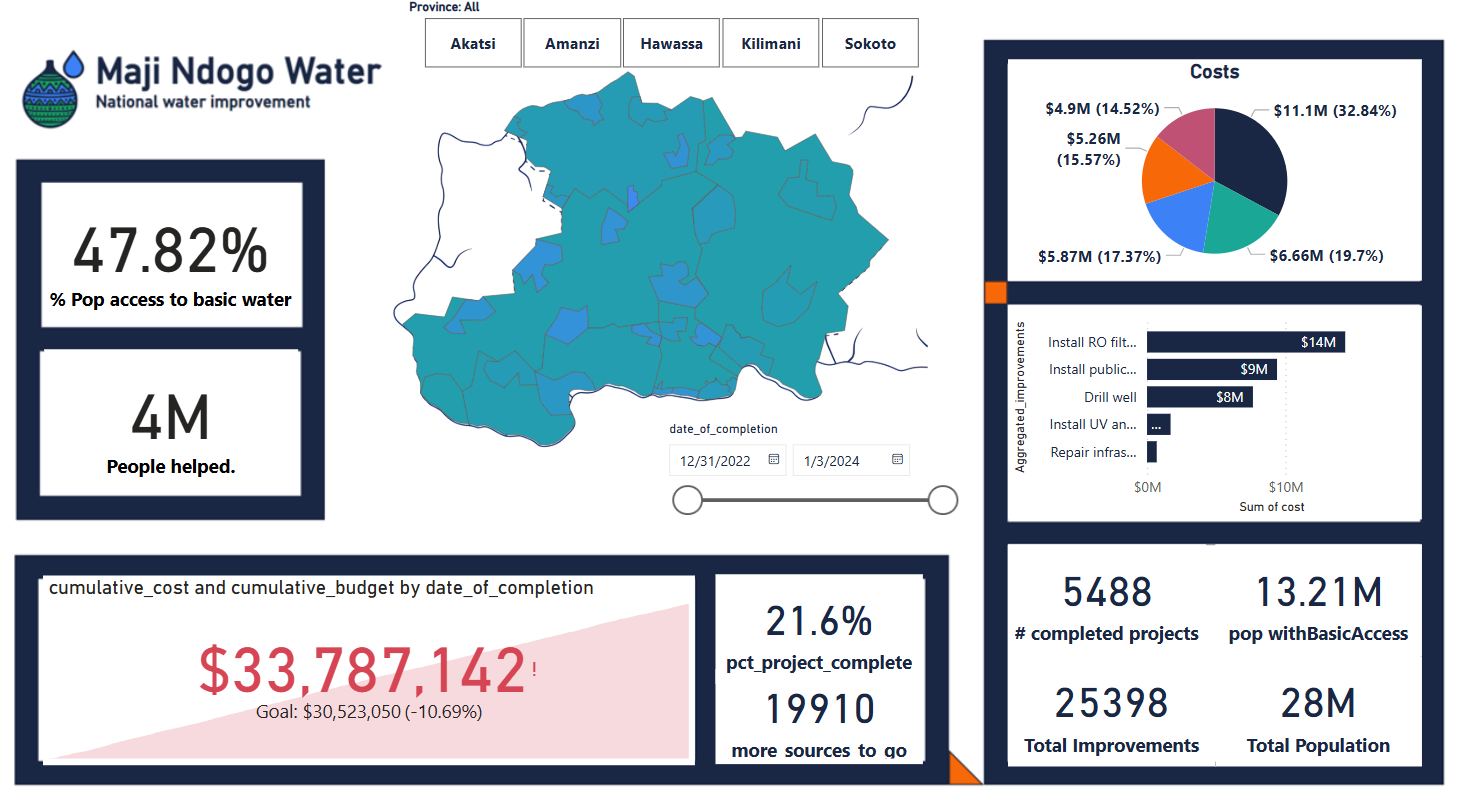 Province: All
Akatsi
Amanzi
Hawassa
Kilimani
Sokoto
Maji Ndogo Water
National water improvement
47.82%
% Pop access to basic water
4M
People helped.
date_of_completion
12/31/2022
1/3/2024
cumulative_cost and cumulative_budget by date_of_completion
$33,787,142!
Goal: $30,523,050 (-10.69%)
21.6%
pct_project_complete
19910
more sources to go
Costs
$4.9M (14.52%)
$11.1M (32.84%)
$5.26M
(15.57%)
$5.87M (17.37%)
$6.66M (19.7%)
Aggregated_improvements
Install RO filt...
$14M
Install public...
$9M
Drill well
$8M
Install UV an...
...
Repair infras...
$0M
$10M
Sum of cost
5488
# completed projects
13.21M
pop withBasicAccess
25398
Total Improvements
28M
Total Population